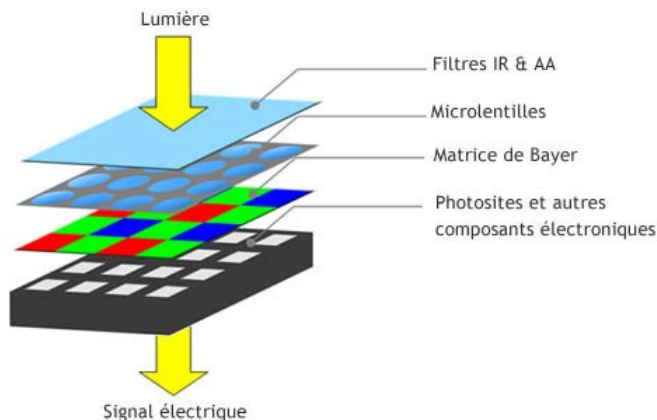 Lumière
Filtres IR & AA
Microlentilles
Matrice de Bayer
Photosites et autres
composants électroniques
Signal électrique